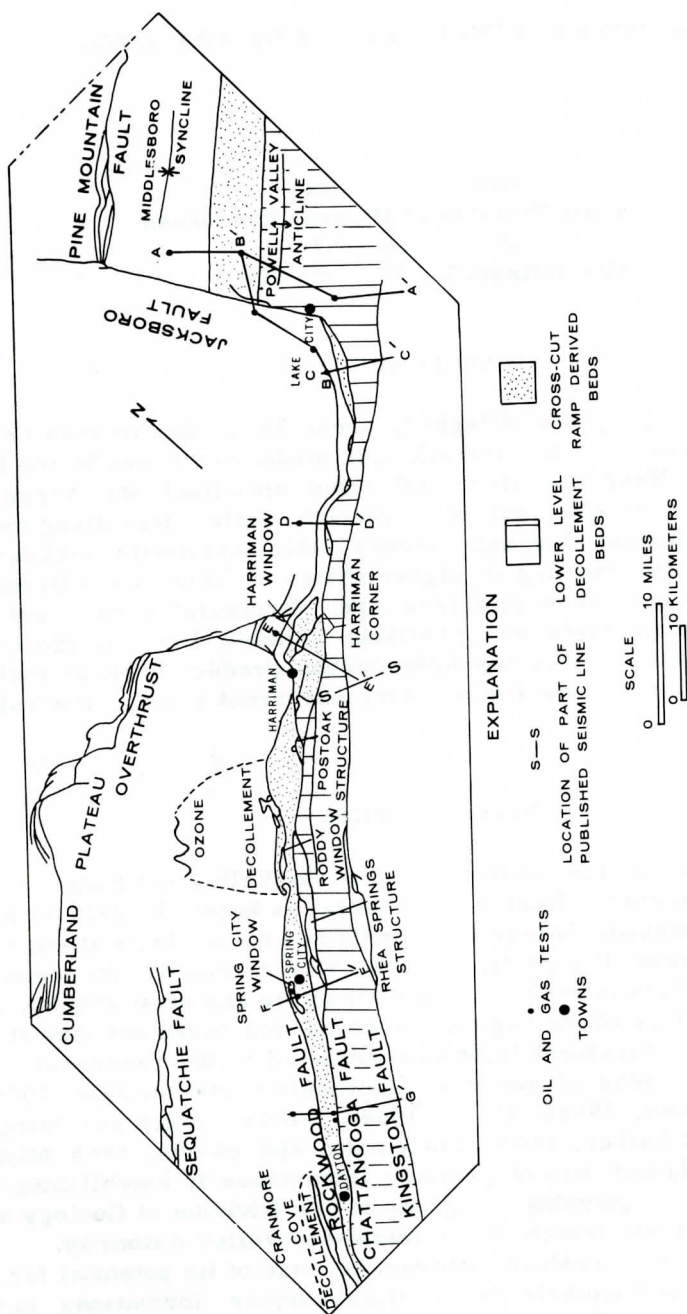 PINE MOUNTAIN
FAULT
MIDDLESBORO
SYNCLINE
POWELL VALLEY
ANTICLINE
JACKSBORO
FAULT
N
A
B'
A'
LAKE
CITY
C
B
C'
D
D'
HARRIMAN
WINDOW
HARRIMAN
CORNER
E
E'
HARRIMAN
S
S
CUMBERLAND
PLATEAU
OVERTHRUST
OZONE
DECOLLEMENT
POSTOAK
STRUCTURE
RODDY
WINDOW
SPRING CITY
WINDOW
SPRING
CITY
F
RHEA SPRINGS
STRUCTURE
SEQUATCHIE FAULT
CRANMORE
COVE
DECOLLEMENT
ROCKWOOD FAULT
DAYTON
CHATTANOOGA FAULT
KINGSTON FAULT
G'
EXPLANATION
OIL AND GAS TESTS
TOWNS
S—S
LOCATION OF PART OF
PUBLISHED SEISMIC LINE
LOWER LEVEL
DECOLLEMENT
BEDS
CROSS-CUT
RAMP DERIVED
BEDS
SCALE
0 10 MILES
0 10 KILOMETERS